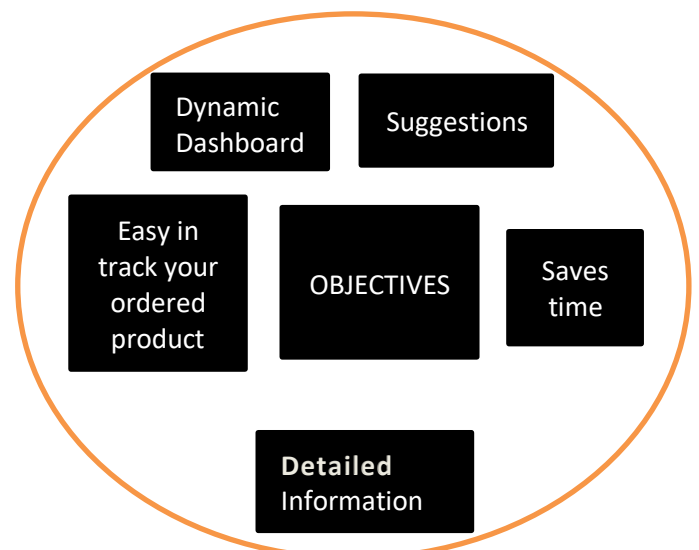 Dynamic
Dashboard
Suggestions
Easy in
track your
ordered
product
OBJECTIVES
Saves
time
Detailed
Information